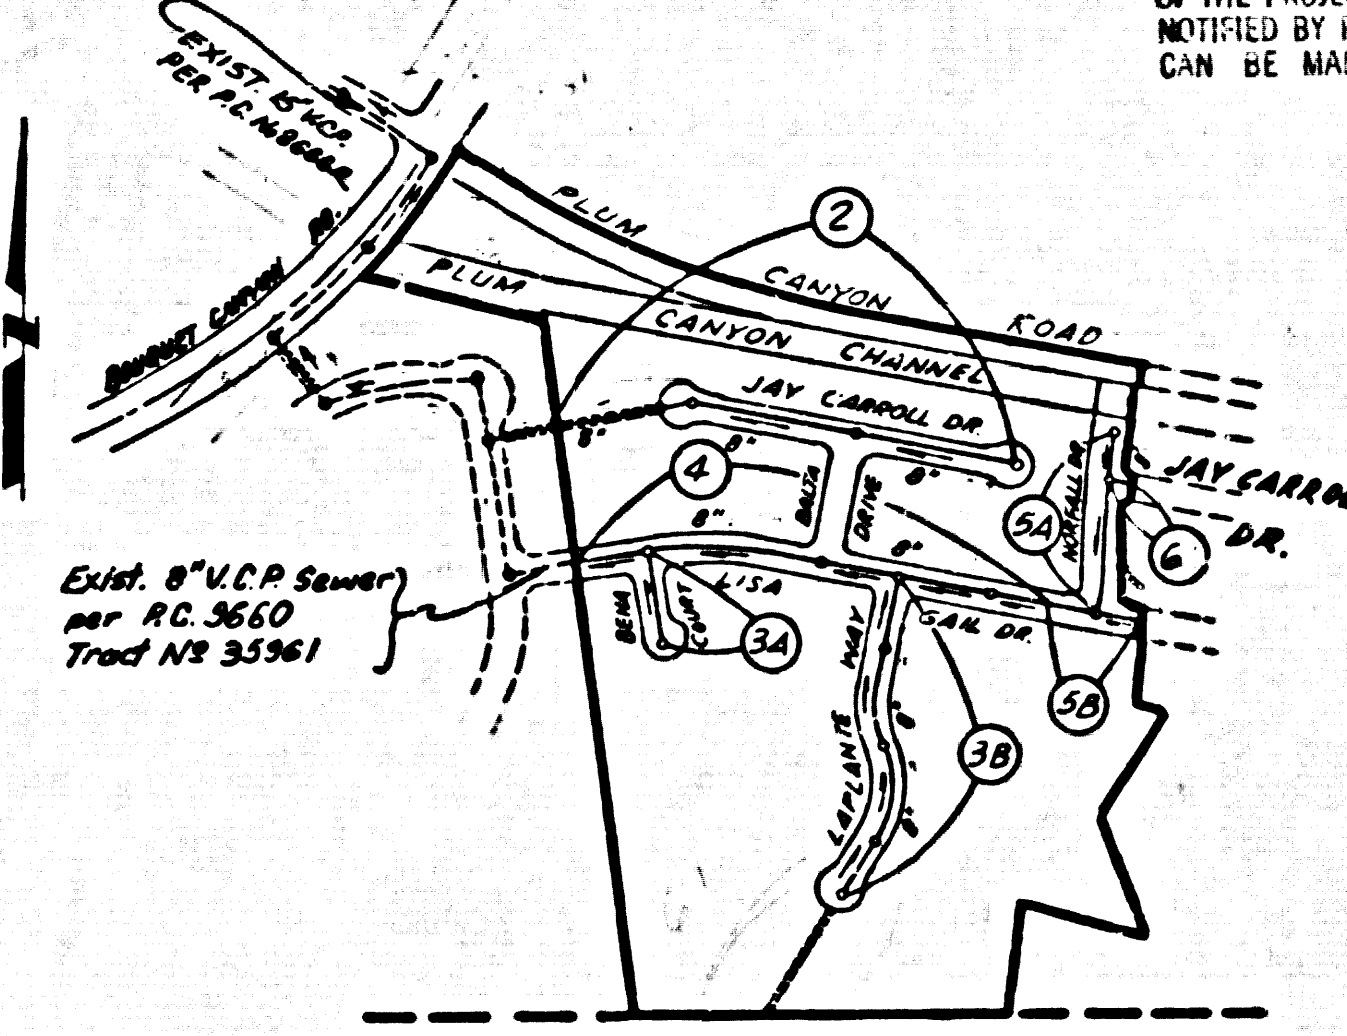 NOTIFIED BY
CAN BE
EXIST. 15" V.C.P.
PER P.C. No 8688R
BOUQUET CANYON RD.
PLUM CANYON ROAD
PLUM CANYON CHANNEL
2
JAY CARROLL DR.
8"
8"
8"
4
DALTA DRIVE
8"
8"
5A
NORFALL DR.
JAY CARRO
DR.
6
Exist. 8" V.C.P. Sewer
per P.C. 9660
Tract Nº 35961
BENA COURT
LISA
3A
GAIL DR.
5B
LAPLANTE WAY
8"
8"
3B